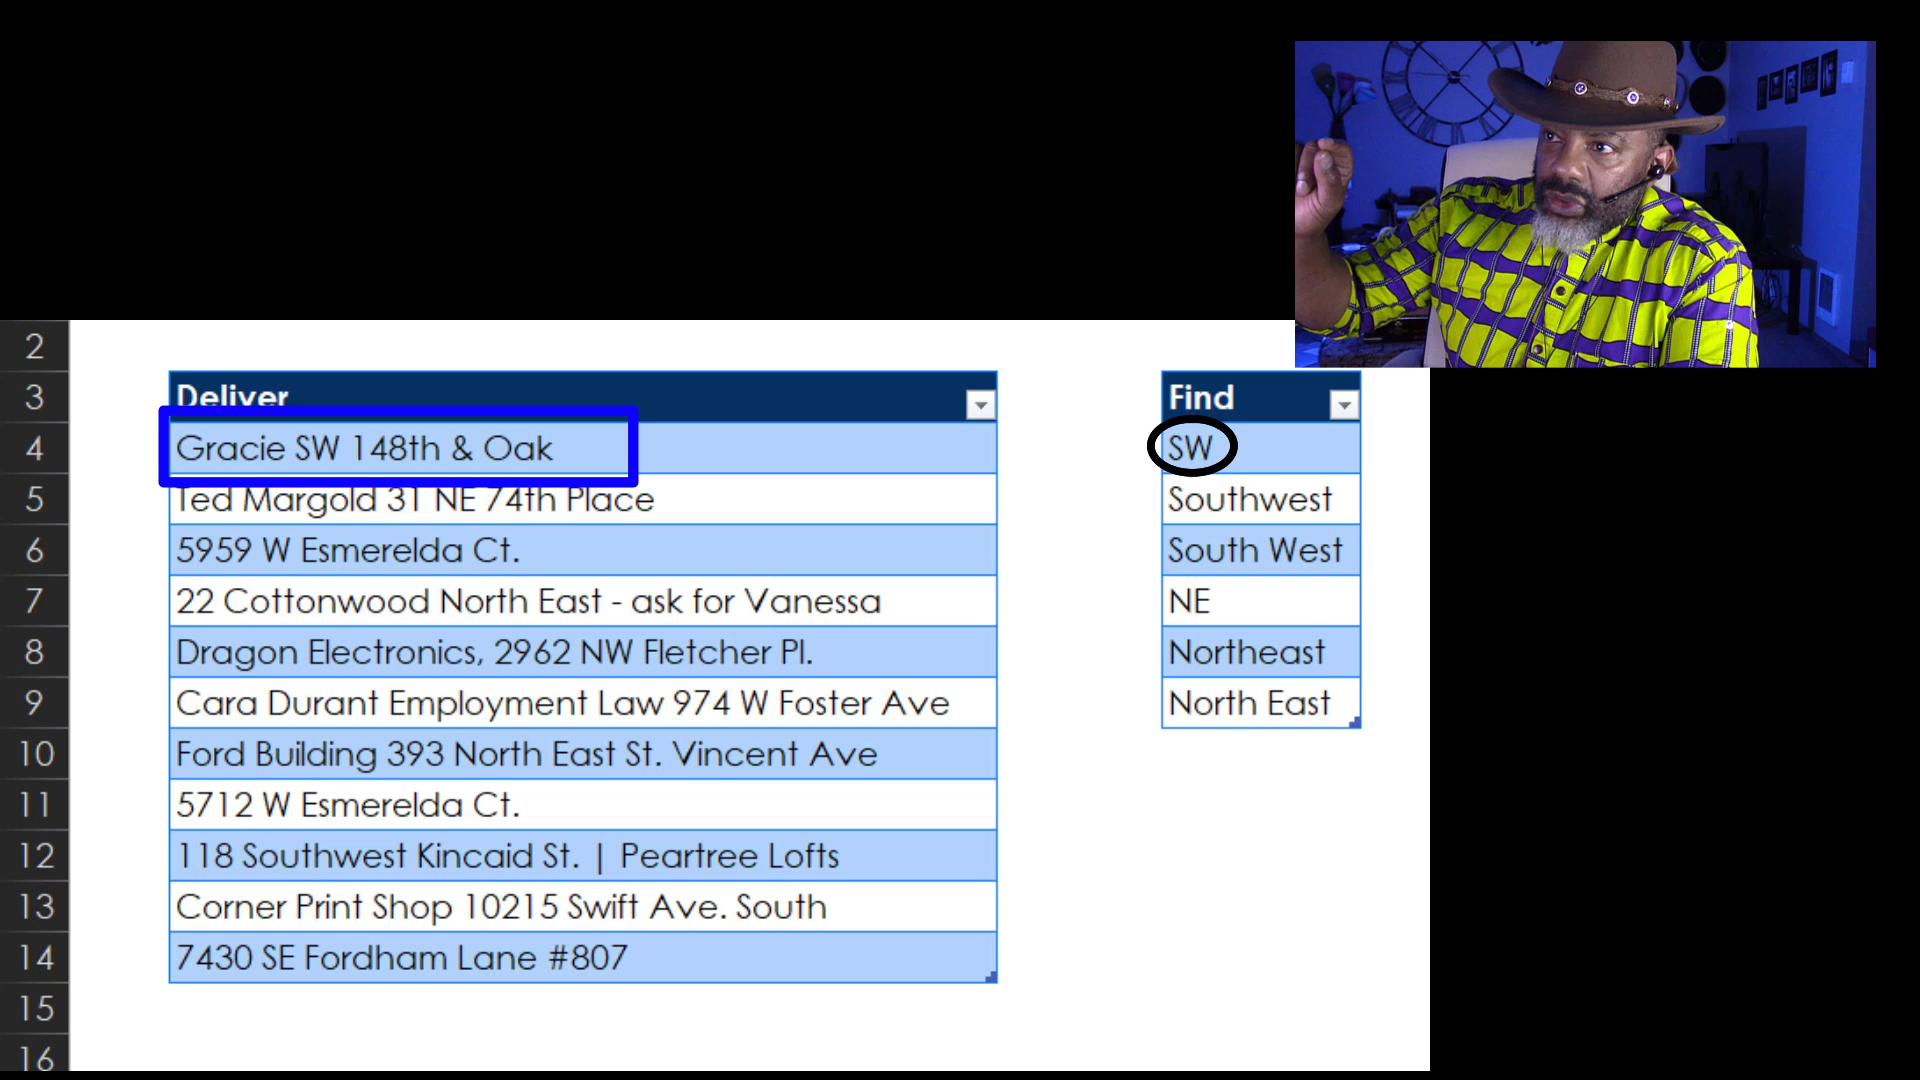 2
3 Deliver Find
4 Gracie SW 148th & Oak SW
5 Ted Margold 31 NE 74th Place Southwest
6 5959 W Esmerelda Ct. South West
7 22 Cottonwood North East - ask for Vanessa NE
8 Dragon Electronics, 2962 NW Fletcher Pl. Northeast
9 Cara Durant Employment Law 974 W Foster Ave North East
10 Ford Building 393 North East St. Vincent Ave
11 5712 W Esmerelda Ct.
12 118 Southwest Kincaid St. | Peartree Lofts
13 Corner Print Shop 10215 Swift Ave. South
14 7430 SE Fordham Lane #807
15
16